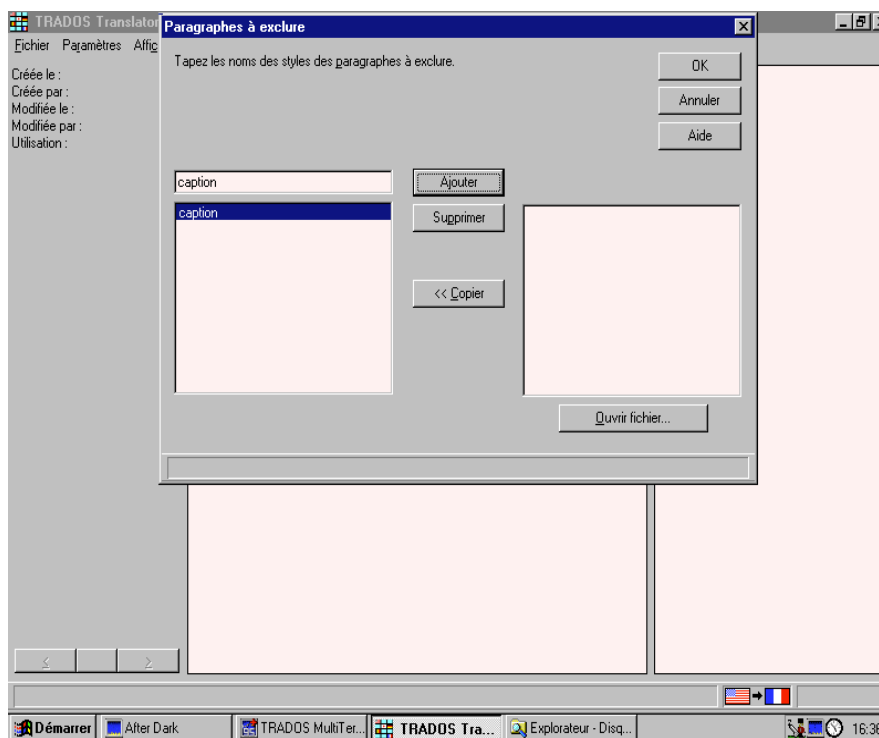 TRADOS Translator
Paragraphes à exclure
Fichier Paramètres Affic
Tapez les noms des styles des paragraphes à exclure.
OK
Annuler
Aide
Créée le :
Créée par :
Modifiée le :
Modifiée par :
Utilisation :
caption
Ajouter
caption
Supprimer
<< Copier
Ouvrir fichier...
<
>
Démarrer
After Dark
TRADOS MultiTer...
TRADOS Tra...
Explorateur - Disq...
16:36